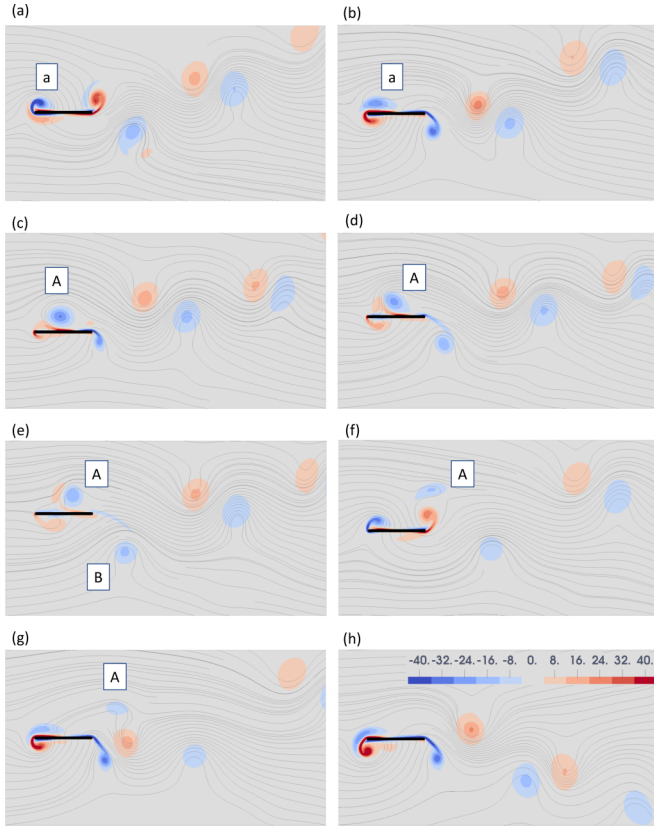 (a)
(b)
a
a
(c)
(d)
A
A
(e)
(f)
A
A
B
(g)
(h)
A
-40. -32. -24. -16. -8. 0. 8. 16. 24. 32. 40.